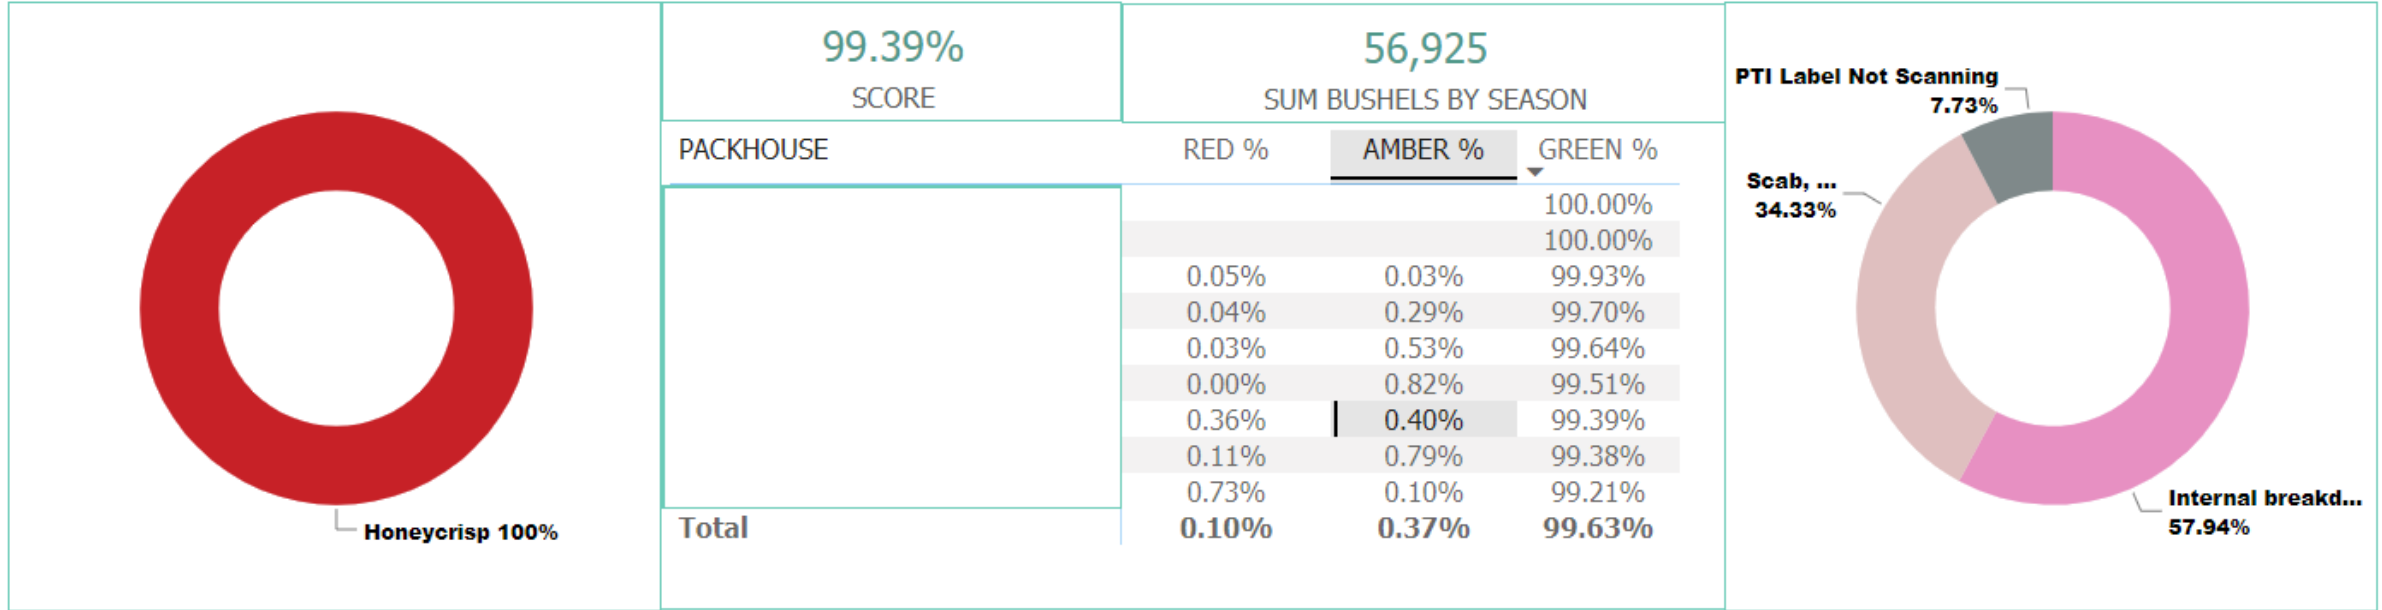 Honeycrisp 100%
99.39%
SCORE
56,925
SUM BUSHELS BY SEASON
PACKHOUSE RED % AMBER % GREEN %
100.00%
100.00%
0.05% 0.03% 99.93%
0.04% 0.29% 99.70%
0.03% 0.53% 99.64%
0.00% 0.82% 99.51%
0.36% 0.40% 99.39%
0.11% 0.79% 99.38%
0.73% 0.10% 99.21%
Total 0.10% 0.37% 99.63%
PTI Label Not Scanning
7.73%
Scab, ...
34.33%
Internal breakd...
57.94%